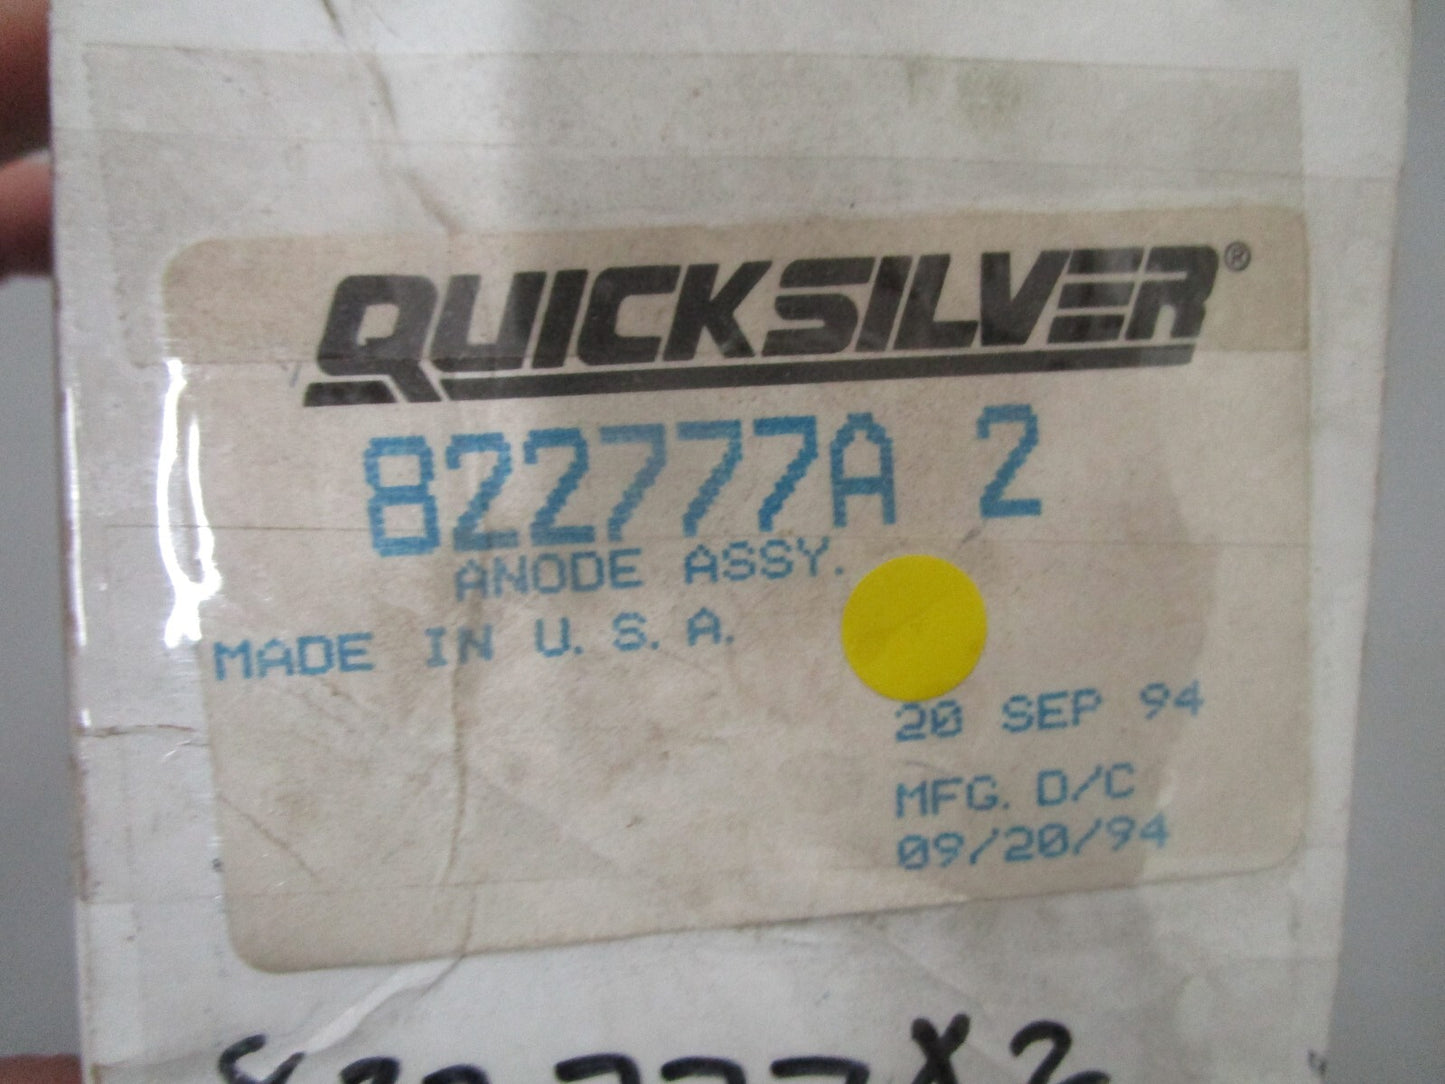 QUICKSILVER®
822777A 2
ANODE ASSY.
MADE IN U.S.A.
20 SEP 94
MFG. D/C
09/20/94